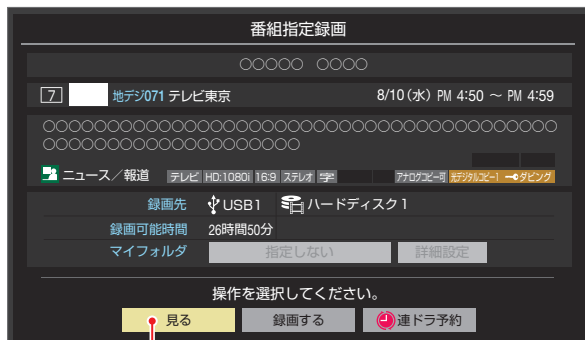 番組指定録画
○○○○○ ○○○○
7 地デジ071 テレビ東京 8/10(水) PM 4:50 ～ PM 4:59
○○○○○○○○○○○○○○○○○○○○○○○○○○○○○○○○○○○○○○○
○○○○○○○○○○○○○○○○○○○○
ニュース／報道 テレビ HD:1080i 16:9 ステレオ 字 アナログコピー可 光デジタルコピー1 ダビング
録画先 USB1 ハードディスク1
録画可能時間 26時間50分
マイフォルダ 指定しない 詳細設定
操作を選択してください。
見る 録画する 連ドラ予約